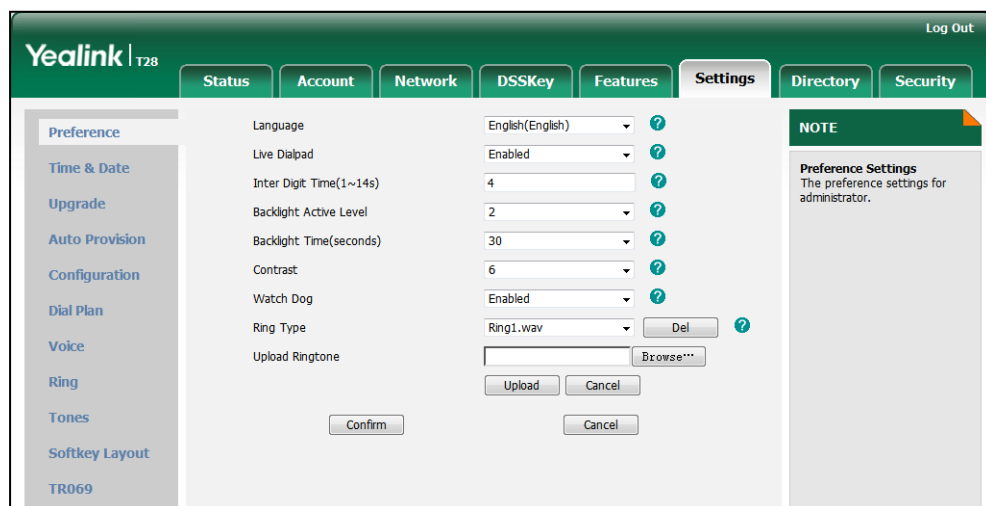 Log Out
Yealink | T28
Status Account Network DSSKey Features Settings Directory Security
Preference
Time & Date
Upgrade
Auto Provision
Configuration
Dial Plan
Voice
Ring
Tones
Softkey Layout
TR069
Language English(English) ?
Live Dialpad Enabled ?
Inter Digit Time(1~14s) 4 ?
Backlight Active Level 2 ?
Backlight Time(seconds) 30 ?
Contrast 6 ?
Watch Dog Enabled ?
Ring Type Ring1.wav Del ?
Upload Ringtone Browse···
Upload Cancel
Confirm Cancel
NOTE
Preference Settings
The preference settings for
administrator.